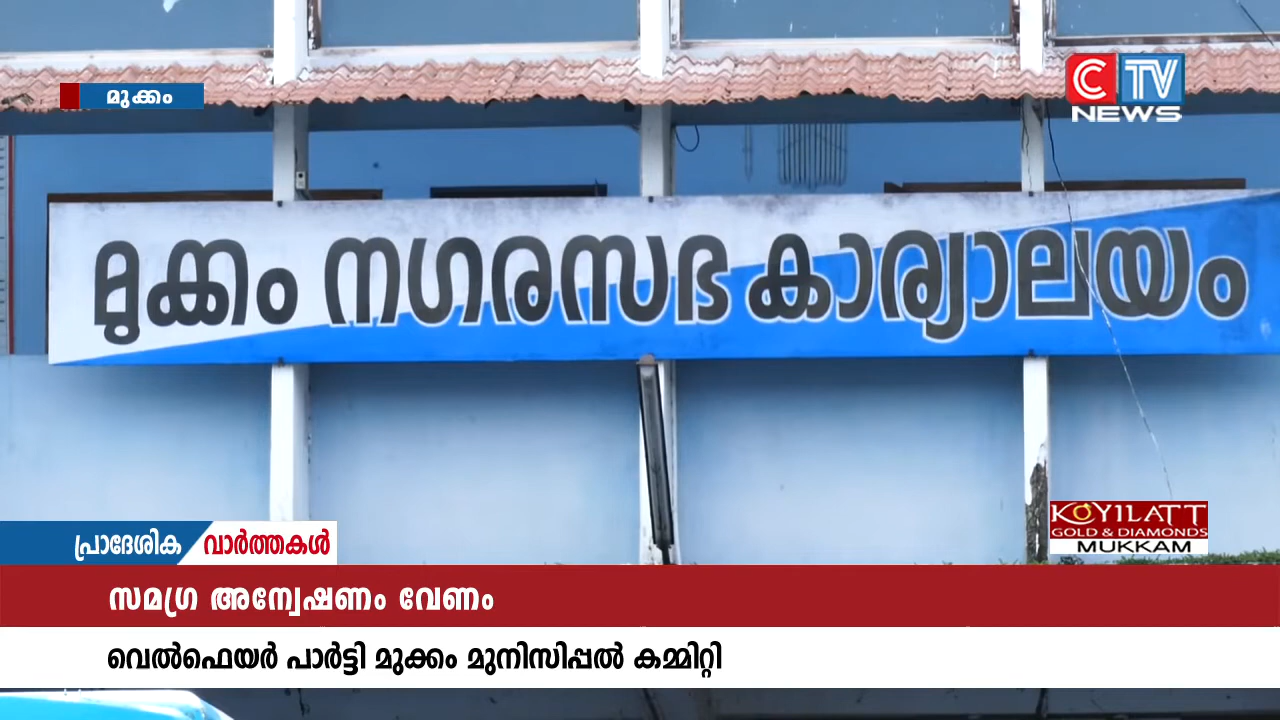 മുക്കം
CTV
NEWS
മുക്കം നഗരസഭ കാര്യാലയം
KOYILATT
GOLD & DIAMONDS
MUKKAM
പ്രാദേശിക വാർത്തകൾ
സമഗ്ര അന്വേഷണം വേണം
വെൽഫെയർ പാർട്ടി മുക്കം മുനിസിപ്പൽ കമ്മിറ്റി